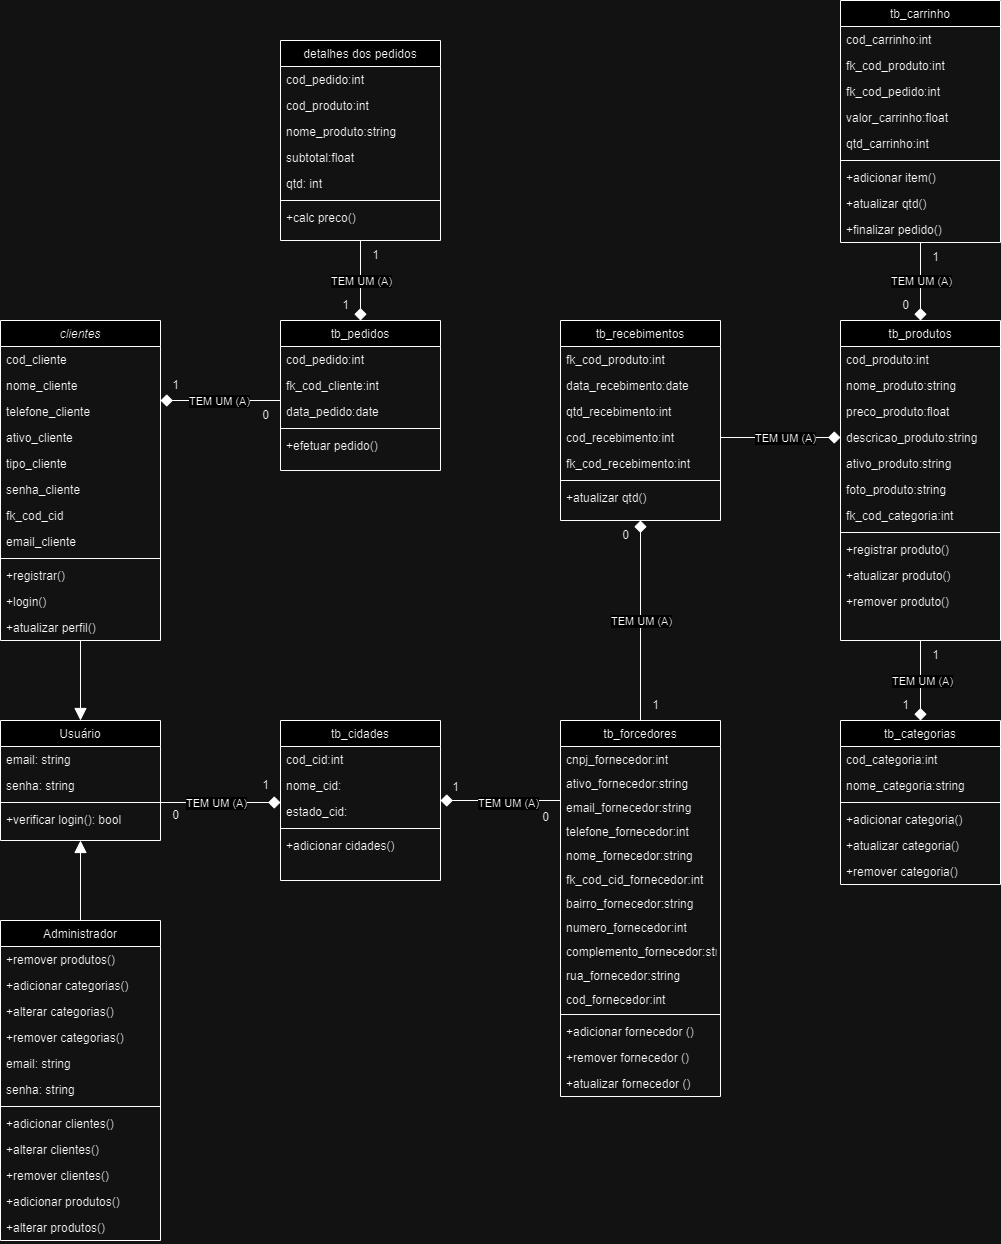 tb_carrinho
cod_carrinho:int
fk_cod_produto:int
fk_cod_pedido:int
valor_carrinho:float
qtd_carrinho:int
+adicionar item()
+atualizar qtd()
+finalizar pedido()
1
TEM UM (A)
0
detalhes dos pedidos
cod_pedido:int
cod_produto:int
nome_produto:string
subtotal:float
qtd: int
+calc preco()
1
TEM UM (A)
1
clientes
cod_cliente
nome_cliente
telefone_cliente
ativo_cliente
tipo_cliente
senha_cliente
fk_cod_cid
email_cliente
+registrar()
+login()
+atualizar perfil()
1
TEM UM (A)
0
tb_pedidos
cod_pedido:int
fk_cod_cliente:int
data_pedido:date
+efetuar pedido()
tb_recebimentos
fk_cod_produto:int
data_recebimento:date
qtd_recebimento:int
cod_recebimento:int
fk_cod_recebimento:int
+atualizar qtd()
TEM UM (A)
tb_produtos
cod_produto:int
nome_produto:string
preco_produto:float
descricao_produto:string
ativo_produto:string
foto_produto:string
fk_cod_categoria:int
+registrar produto()
+atualizar produto()
+remover produto()
0
TEM UM (A)
1
1
TEM UM (A)
1
Usuário
email: string
senha: string
+verificar login(): bool
1
TEM UM (A)
0
tb_cidades
cod_cid:int
nome_cid:
estado_cid:
+adicionar cidades()
1
TEM UM (A)
0
tb_forcedores
cnpj_fornecedor:int
ativo_fornecedor:string
email_fornecedor:string
telefone_fornecedor:int
nome_fornecedor:string
fk_cod_cid_fornecedor:int
bairro_fornecedor:string
numero_fornecedor:int
complemento_fornecedor:stri
rua_fornecedor:string
cod_fornecedor:int
+adicionar fornecedor ()
+remover fornecedor ()
+atualizar fornecedor ()
tb_categorias
cod_categoria:int
nome_categoria:string
+adicionar categoria()
+atualizar categoria()
+remover categoria()
Administrador
+remover produtos()
+adicionar categorias()
+alterar categorias()
+remover categorias()
email: string
senha: string
+adicionar clientes()
+alterar clientes()
+remover clientes()
+adicionar produtos()
+alterar produtos()